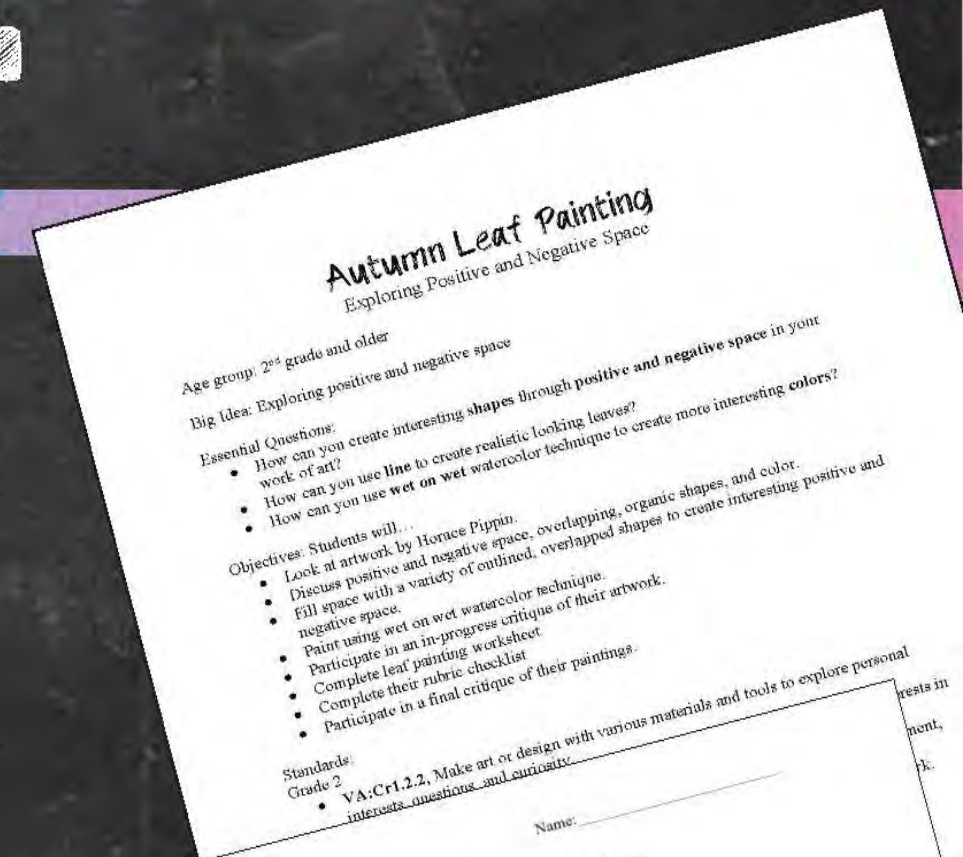 Autumn Leaf Painting
Exploring Positive and Negative Space
Age group: 2nd grade and older
Big Idea: Exploring positive and negative space
Essential Questions:
• How can you create interesting shapes through positive and negative space in your
work of art?
• How can you use line to create realistic looking leaves?
• How can you use wet on wet watercolor technique to create more interesting colors?
Objectives: Students will…
• Look at artwork by Horace Pippin.
• Discuss positive and negative space, overlapping, organic shapes, and color.
• Fill space with a variety of outlined, overlapped shapes to create interesting positive and
negative space.
• Paint using wet on wet watercolor technique.
• Participate in an in-progress critique of their artwork.
• Complete leaf painting worksheet
• Complete their rubric checklist
• Participate in a final critique of their paintings.
Standards:
Grade 2
• VA:Cr1.2.2, Make art or design with various materials and tools to explore personal
interests, questions, and curiosity
rests in
ment,
rk.
Name: